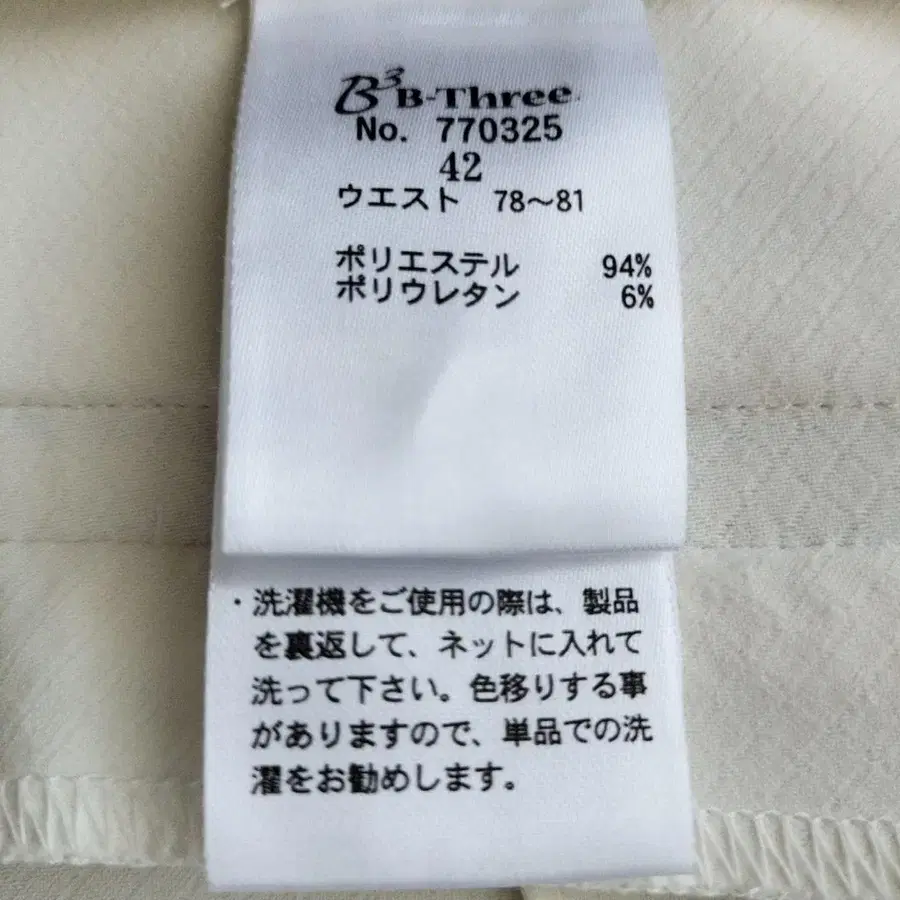 B³ B-Three
No. 770325
42
ウエスト 78〜81
ポリエステル 94%
ポリウレタン 6%
・洗濯機をご使用の際は、製品
を裏返して、ネットに入れて
洗って下さい。色移りする事
がありますので、単品での洗
濯をお勧めします。